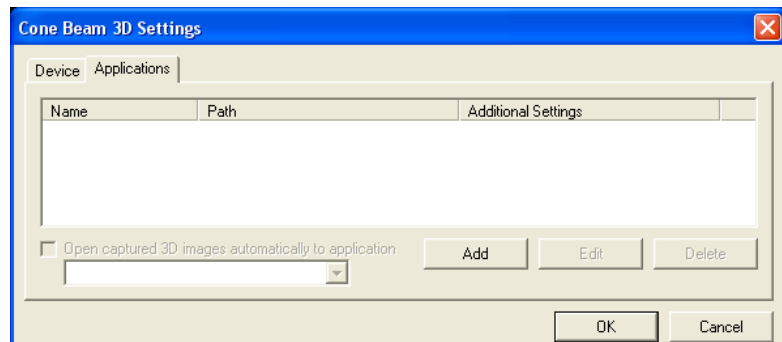 Cone Beam 3D Settings
Device Applications
Name Path Additional Settings
Open captured 3D images automatically to application Add Edit Delete
OK Cancel